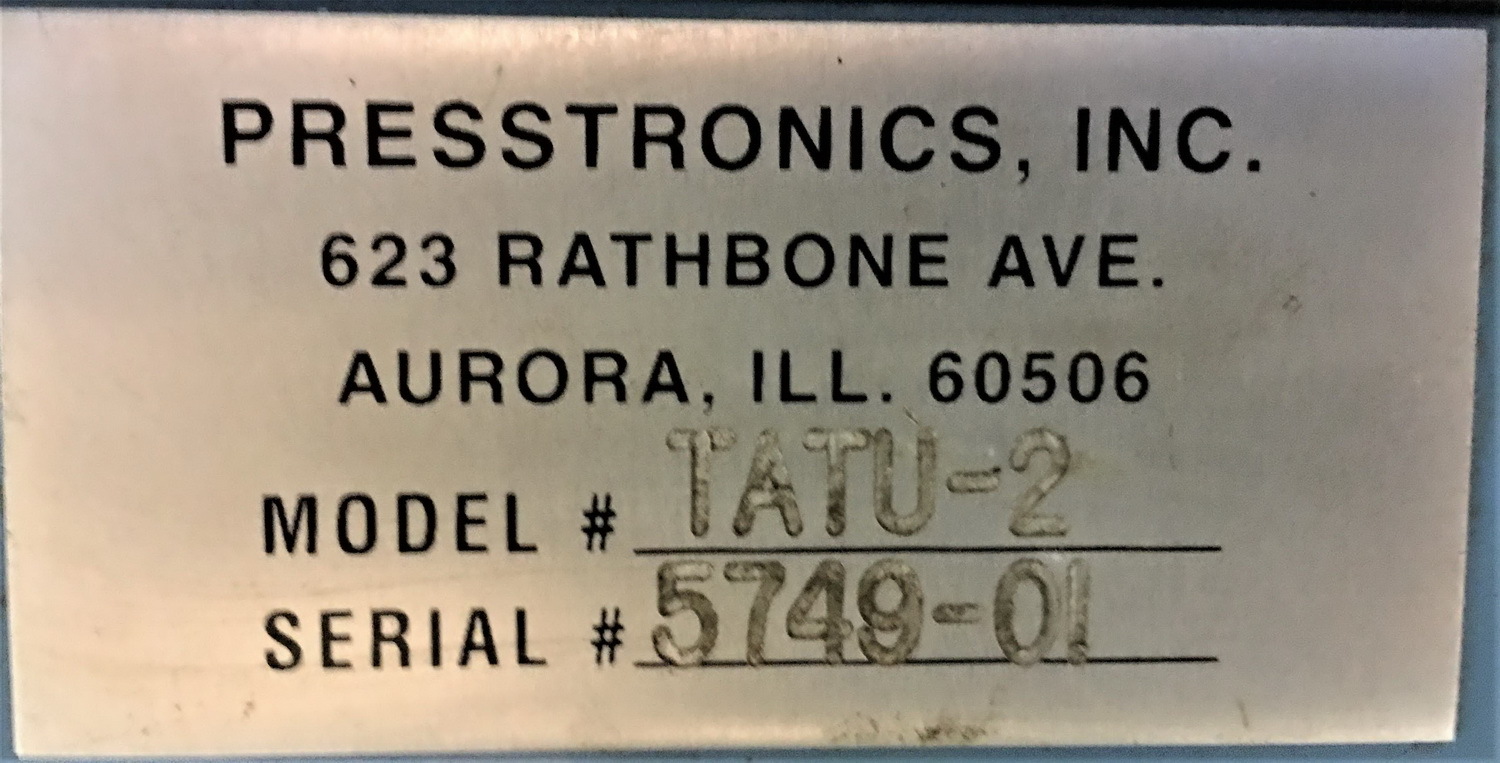 PRESSTRONICS, INC.
623 RATHBONE AVE.
AURORA, ILL. 60506
MODEL # TATU-2
SERIAL # 5749-01